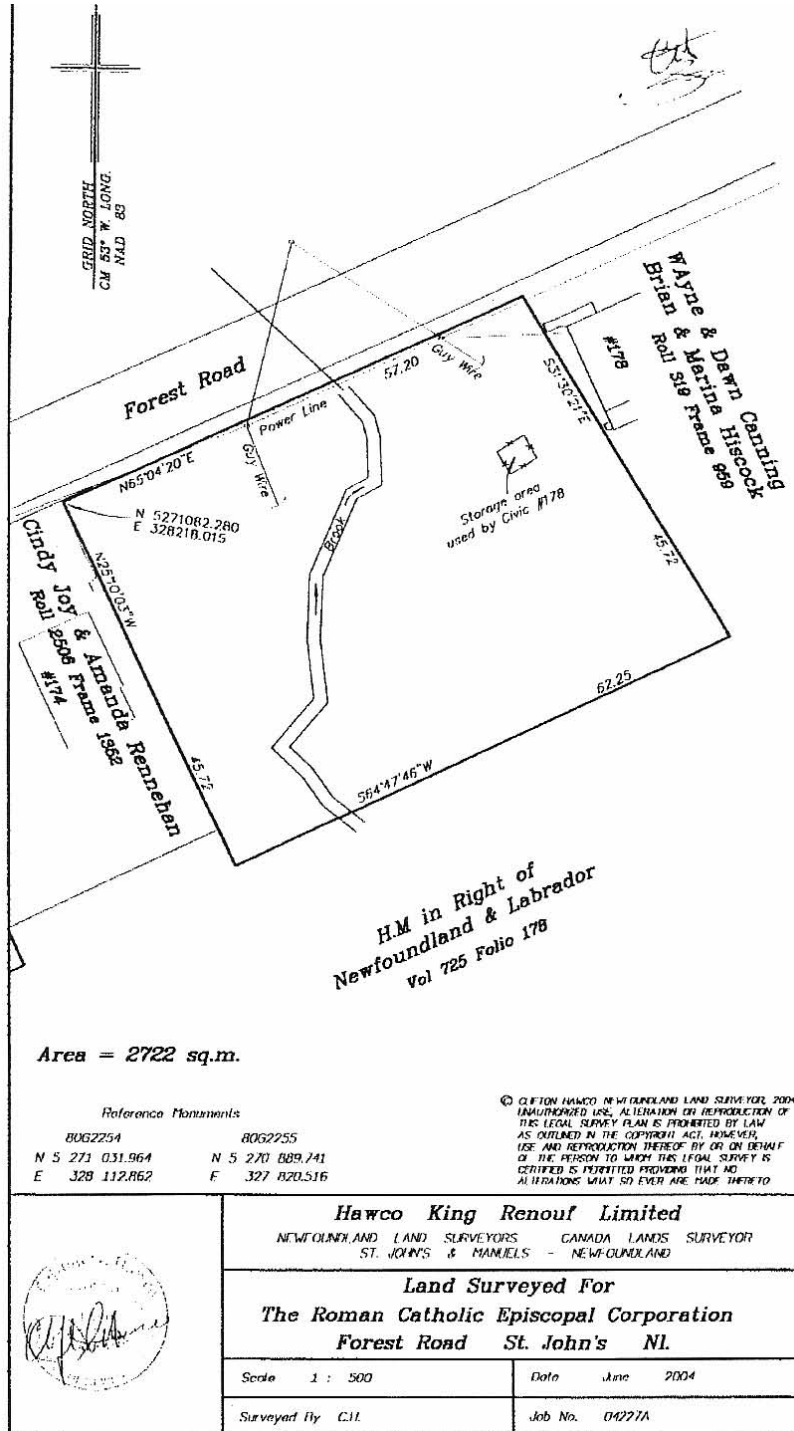 GRID NORTH
CM 53° W. LONG.
NAD 83
Forest Road
57.20
Guy Wire
Power Line
Guy Wire
N65°04'20"E
N 5271082.280
E 328218.015
Brook
Storage area
used by Civic #178
S31°30'21"E
45.72
#178
WAyne & Dawn Canning
Brian & Marina Hiscock
Roll 319 Frame 959
Cindy Joy & Amanda Rennehan
Roll 2506 Frame 1352
#174
45.72
62.25
S64°47'46"W
H.M in Right of
Newfoundland & Labrador
Vol 725 Folio 178
Area = 2722 sq.m.
Reference Monuments
80G2254 80G2255
N 5 271 031.964 N 5 270 889.741
E 328 112.862 E 327 820.516
© CLIFTON HAWCO NEWFOUNDLAND LAND SURVEYOR, 2004
UNAUTHORIZED USE, ALTERATION OR REPRODUCTION OF
THIS LEGAL SURVEY PLAN IS PROHIBITED BY LAW
AS OUTLINED IN THE COPYRIGHT ACT. HOWEVER,
USE AND REPRODUCTION THEREOF BY OR ON BEHALF
OF THE PERSON TO WHOM THIS LEGAL SURVEY IS
CERTIFIED IS PERMITTED PROVIDING THAT NO
ALTERATIONS WHAT SO EVER ARE MADE THERETO
Hawco King Renouf Limited
NEWFOUNDLAND LAND SURVEYORS CANADA LANDS SURVEYOR
ST. JOHN'S & MANUELS - NEWFOUNDLAND
Land Surveyed For
The Roman Catholic Episcopal Corporation
Forest Road St. John's Nl.
Scale 1 : 500
Date June 2004
Surveyed By C.H.
Job No. 04227A